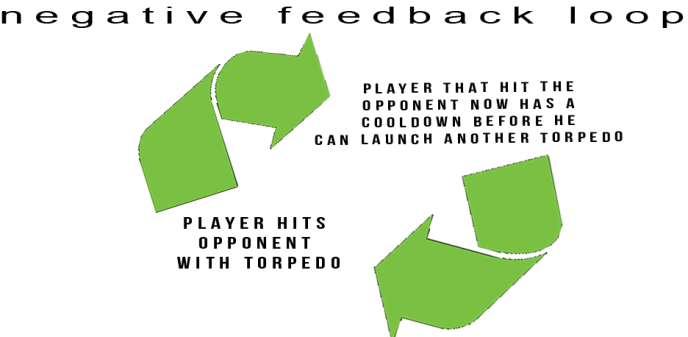 negative feedback loop
PLAYER THAT HIT THE
OPPONENT NOW HAS A
COOLDOWN BEFORE HE
CAN LAUNCH ANOTHER TORPEDO
PLAYER HITS
OPPONENT
WITH TORPEDO